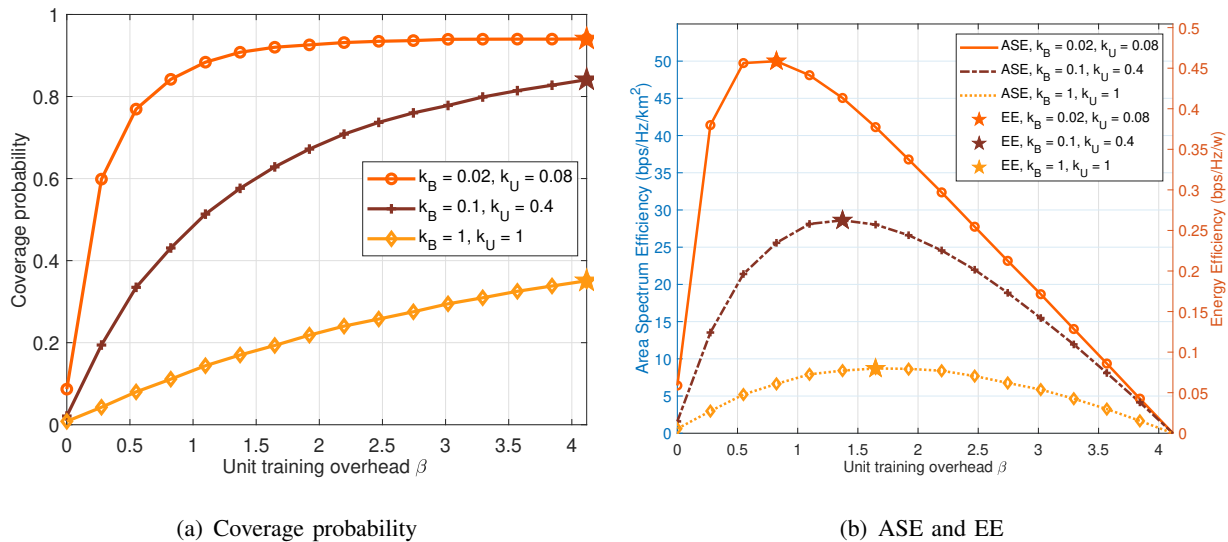 1
0.8
0.6
0.4
0.2
0
0
0.5
1
1.5
2
2.5
3
3.5
4
Coverage probability
Unit training overhead β
k_B = 0.02, k_U = 0.08
k_B = 0.1, k_U = 0.4
k_B = 1, k_U = 1
(a) Coverage probability
50
45
40
35
30
25
20
15
10
5
0
Area Spectrum Efficiency (bps/Hz/km²)
0
0.5
1
1.5
2
2.5
3
3.5
4
Unit training overhead β
ASE, k_B = 0.02, k_U = 0.08
ASE, k_B = 0.1, k_U = 0.4
ASE, k_B = 1, k_U = 1
EE, k_B = 0.02, k_U = 0.08
EE, k_B = 0.1, k_U = 0.4
EE, k_B = 1, k_U = 1
0.5
0.45
0.4
0.35
0.3
0.25
0.2
0.15
0.1
0.05
0
Energy Efficiency (bps/Hz/w)
(b) ASE and EE